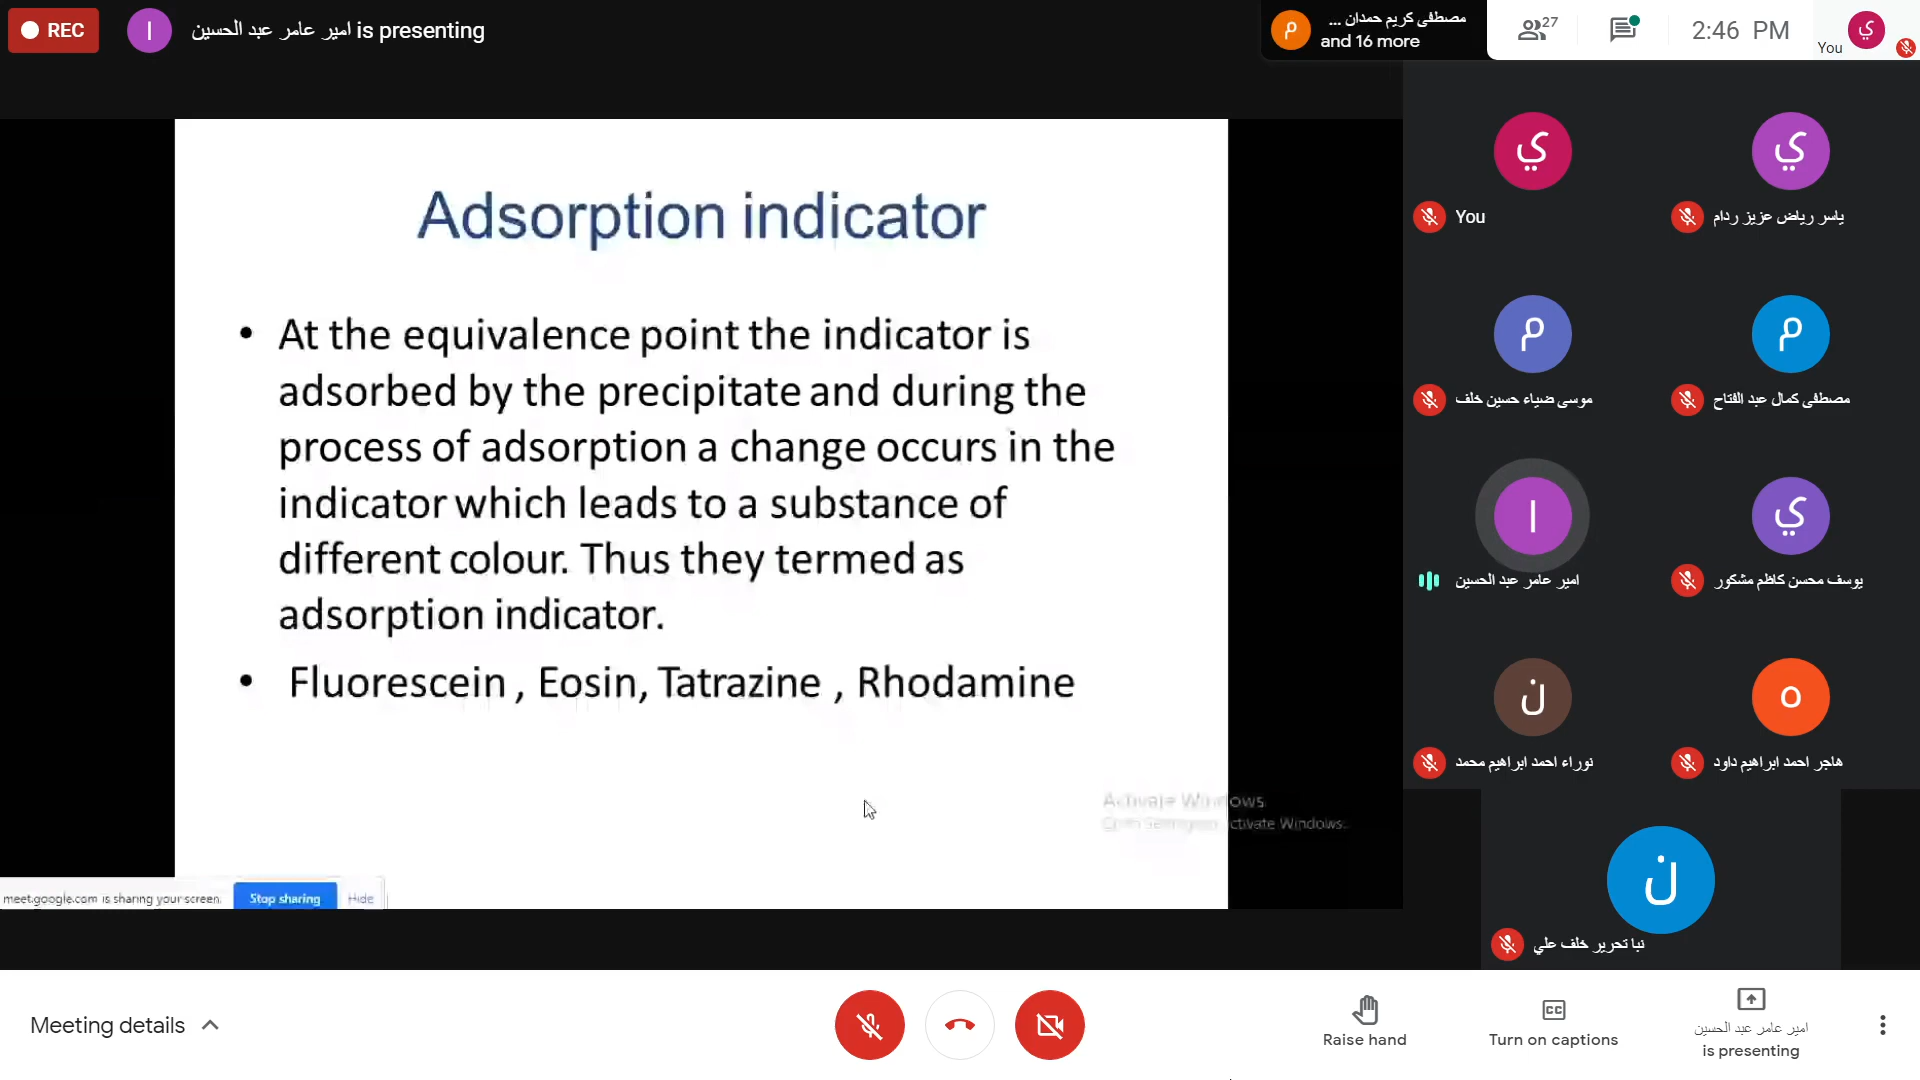 REC
ا
امير عامر عبد الحسين is presenting
م
مصطفى كريم حمدان ...
and 16 more
27
2:46 PM
You
ي
Adsorption indicator
• At the equivalence point the indicator is
adsorbed by the precipitate and during the
process of adsorption a change occurs in the
indicator which leads to a substance of
different colour. Thus they termed as
adsorption indicator.
• Fluorescein , Eosin, Tatrazine , Rhodamine
Activate Windows
ctivate Windows.
meet.google.com is sharing your screen.
Stop sharing
Hide
ي
You
ي
ياسر رياض عزيز ردام
م
موسى ضياء حسين خلف
م
مصطفى كمال عبد الفتاح
ا
امير عامر عبد الحسين
ي
يوسف محسن كاظم مشكور
ن
نوراء احمد ابراهيم محمد
ه
هاجر احمد ابراهيم داود
ن
نبا تحرير خلف علي
Meeting details
Raise hand
CC
Turn on captions
امير عامر عبد الحسين
is presenting